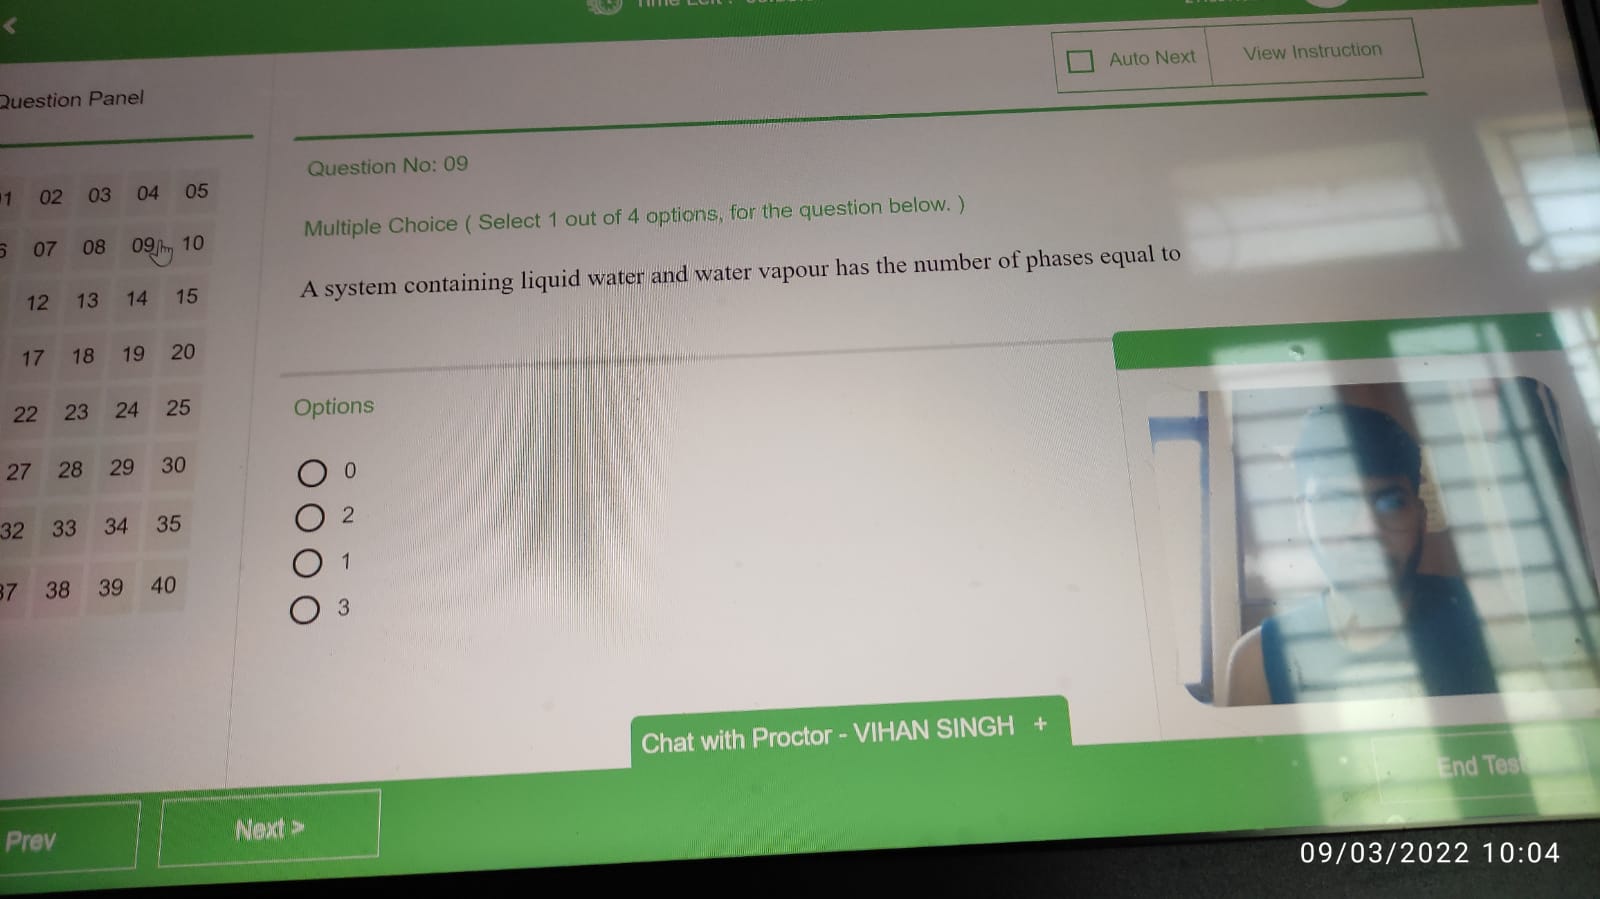 Auto Next
View Instruction
Question Panel
Question No: 09
Multiple Choice ( Select 1 out of 4 options, for the question below. )
A system containing liquid water and water vapour has the number of phases equal to
02 03 04 05
07 08 09 10
12 13 14 15
17 18 19 20
22 23 24 25
27 28 29 30
32 33 34 35
37 38 39 40
Options
0
2
1
3
Chat with Proctor - VIHAN SINGH +
End Test
Prev
Next >
09/03/2022 10:04